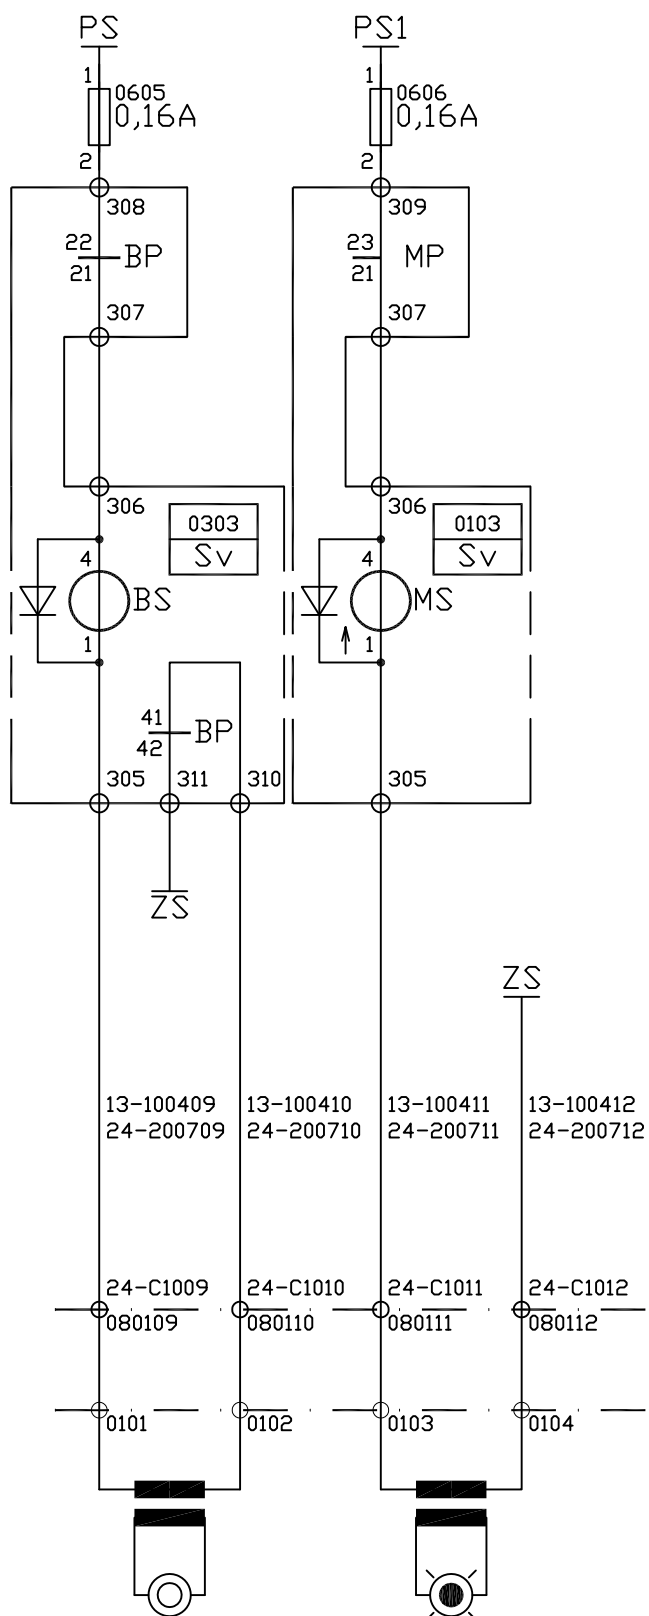 PS PS1
1 0605 1 0606
0,16A 0,16A
2 2
308 309
22 BP 23 MP
21 21
307 307
306 306
0303 0103
Sv Sv
4 4
BS MS
1 1
41 BP
42
305 311 310 305
ZS
ZS
13-100409 13-100410 13-100411 13-100412
24-200709 24-200710 24-200711 24-200712
24-C1009 24-C1010 24-C1011 24-C1012
080109 080110 080111 080112
0101 0102 0103 0104